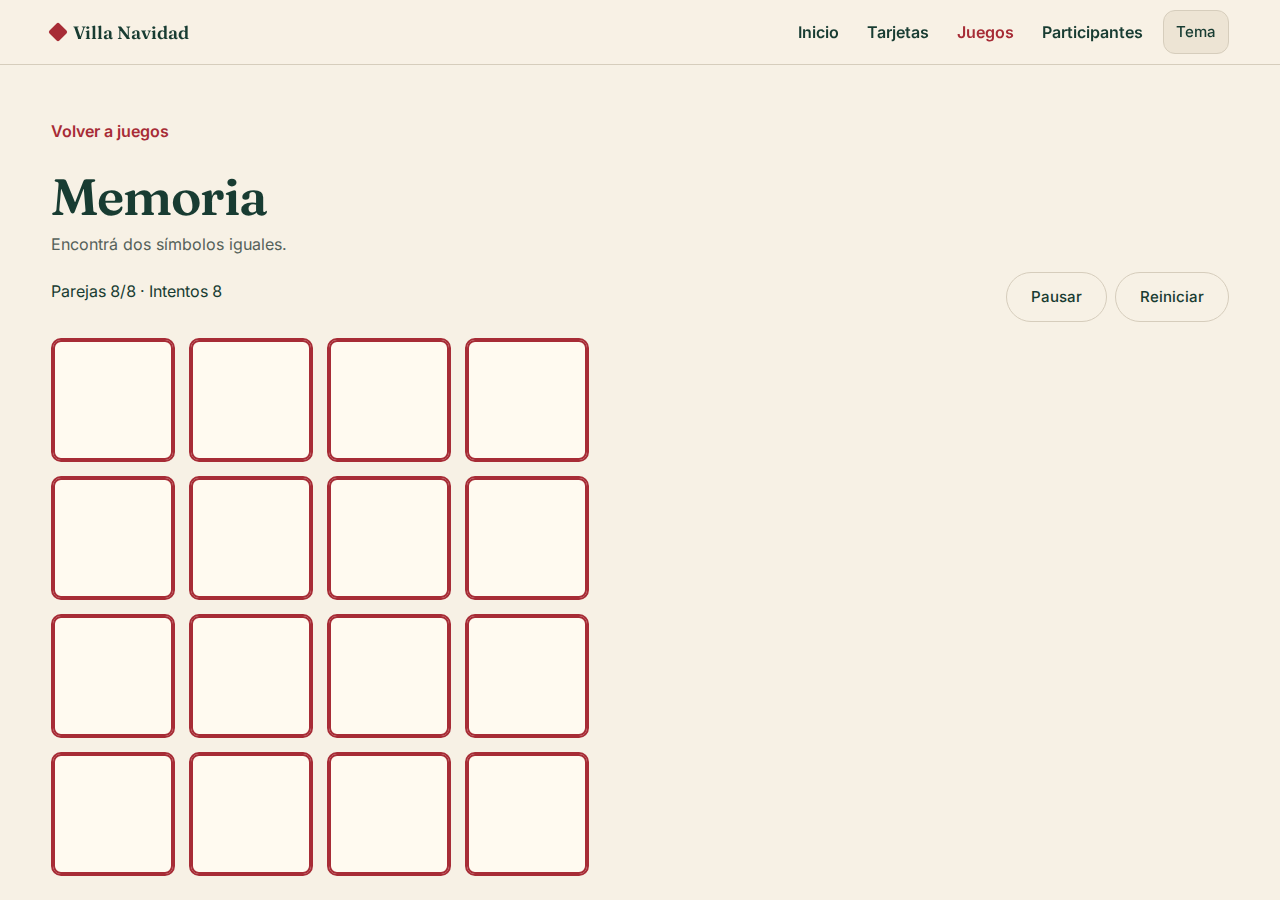 Villa Navidad
Inicio Tarjetas Juegos Participantes Tema
Volver a juegos
Memoria
Encontrá dos símbolos iguales.
Parejas 8/8 · Intentos 8
Pausar Reiniciar